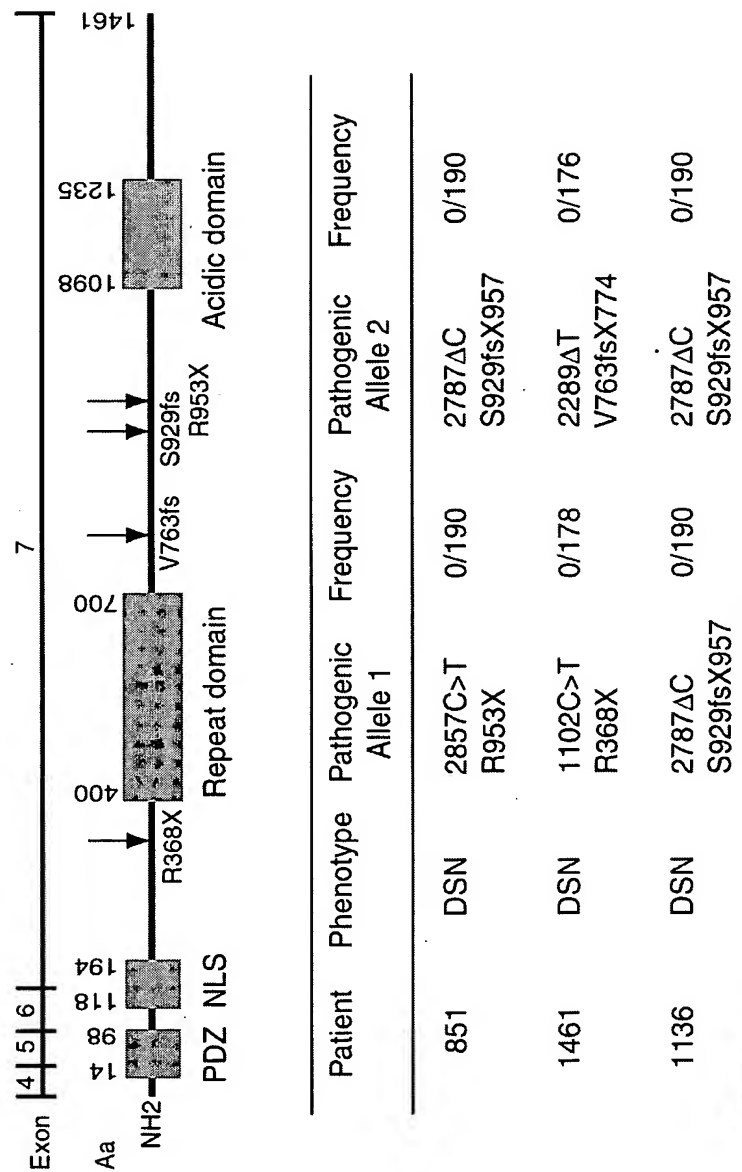 Exon 4 5 6 7
Aa 14 98 118 194 400 700 1098 1235 1461
NH2
R368X V763fs S929fs
R953X
PDZ NLS Repeat domain Acidic domain
Patient Phenotype Pathogenic Allele 1 Frequency Pathogenic Allele 2 Frequency
851 DSN 2857C>T 0/190 2787ΔC 0/190
R953X S929fsX957
1461 DSN 1102C>T 0/178 2289ΔT 0/176
R368X V763fsX774
1136 DSN 2787ΔC 0/190 2787ΔC 0/190
S929fsX957 S929fsX957